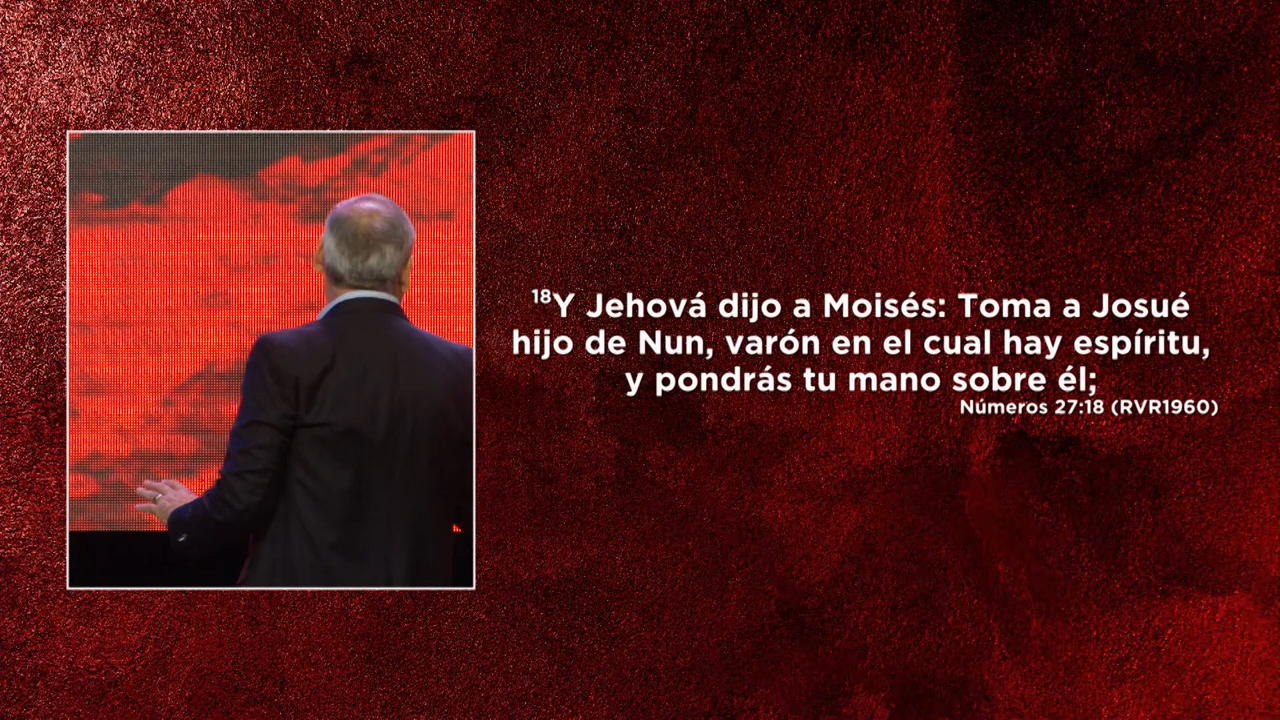 ¹⁸Y Jehová dijo a Moisés: Toma a Josué
hijo de Nun, varón en el cual hay espíritu,
y pondrás tu mano sobre él;
Números 27:18 (RVR1960)